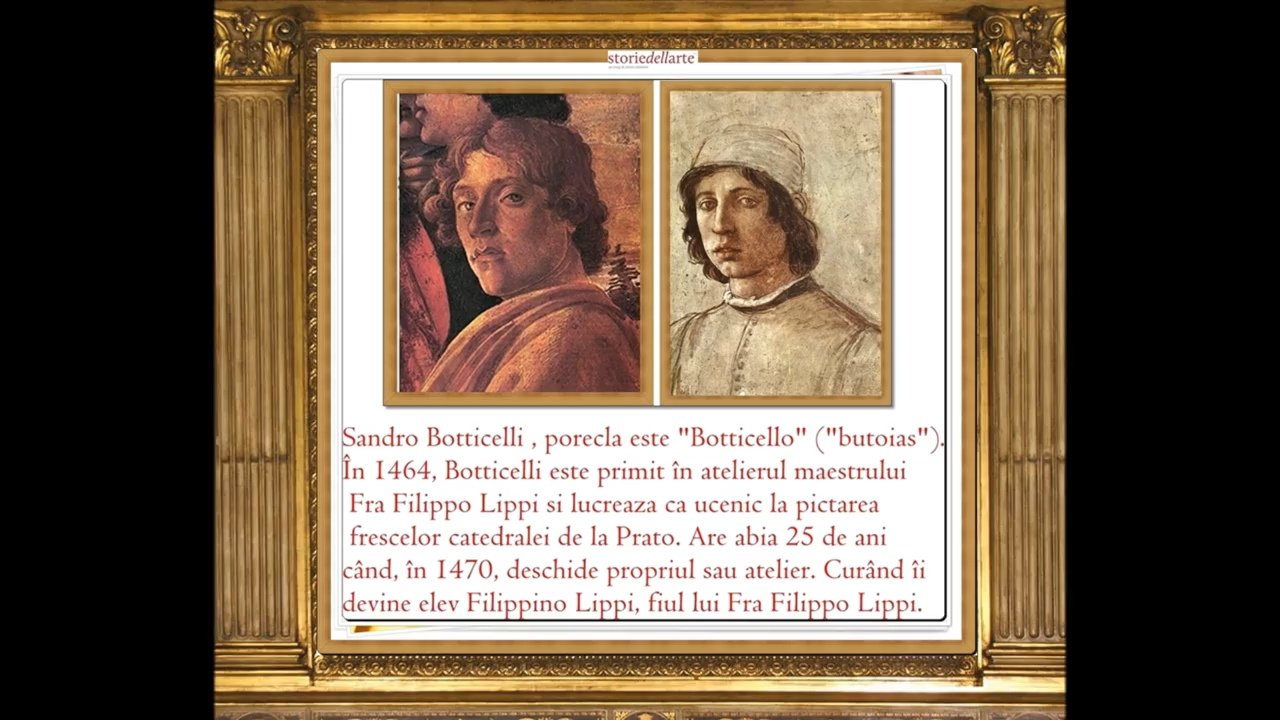 storiedellarte
Sandro Botticelli , porecla este "Botticello" ("butoias").
În 1464, Botticelli este primit în atelierul maestrului
Fra Filippo Lippi si lucreaza ca ucenic la pictarea
frescelor catedralei de la Prato. Are abia 25 de ani
când, în 1470, deschide propriul sau atelier. Curând îi
devine elev Filippino Lippi, fiul lui Fra Filippo Lippi.